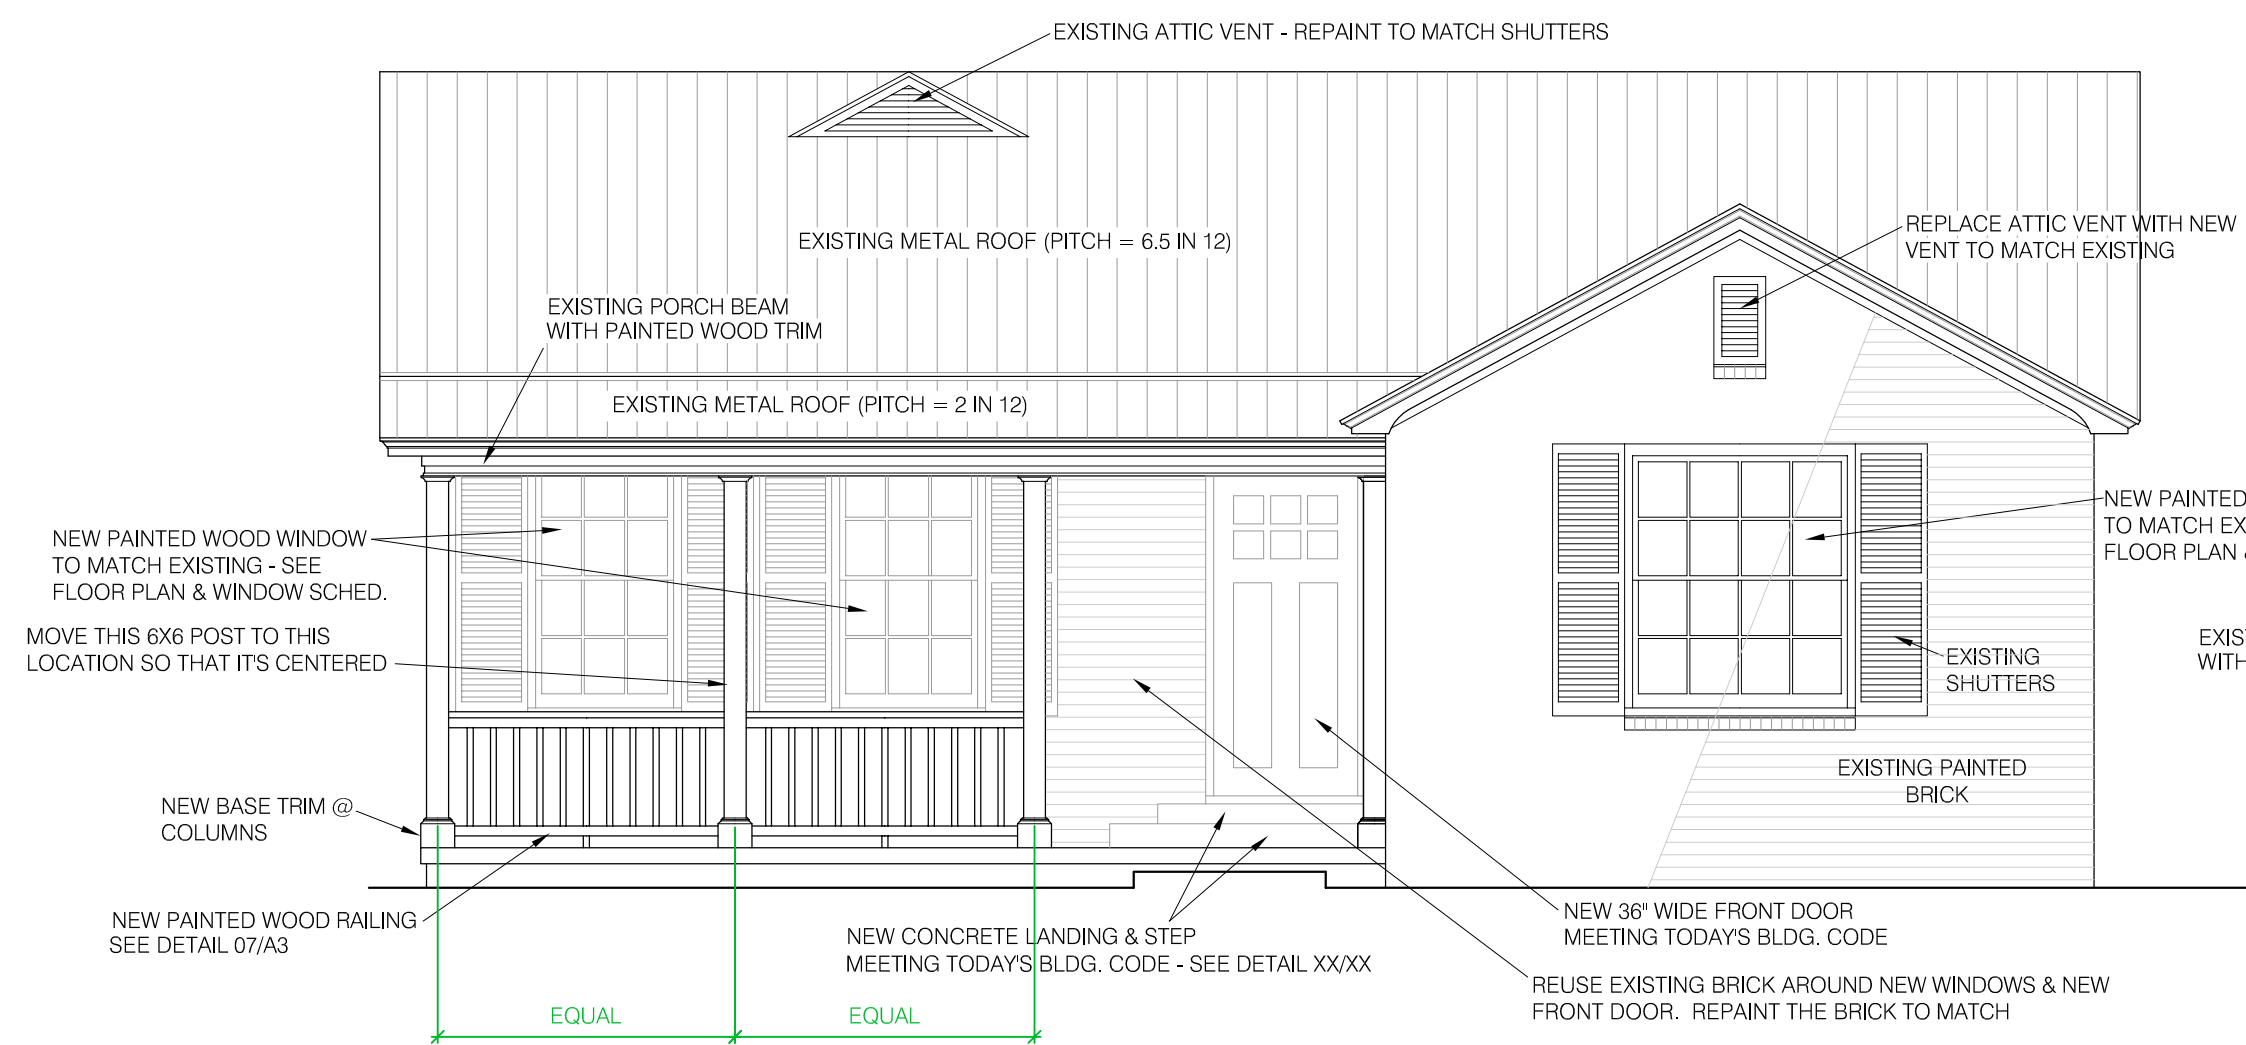 EXISTING ATTIC VENT - REPAINT TO MATCH SHUTTERS
EXISTING METAL ROOF (PITCH = 6.5 IN 12)
REPLACE ATTIC VENT WITH NEW
VENT TO MATCH EXISTING
EXISTING PORCH BEAM
WITH PAINTED WOOD TRIM
EXISTING METAL ROOF (PITCH = 2 IN 12)
NEW PAINTED WOOD WINDOW
TO MATCH EXISTING - SEE
FLOOR PLAN & WINDOW SCHED.
MOVE THIS 6X6 POST TO THIS
LOCATION SO THAT IT'S CENTERED
NEW PAINTED
TO MATCH EX
FLOOR PLAN &
EXIS
WITH
EXISTING
SHUTTERS
EXISTING PAINTED
BRICK
NEW BASE TRIM @
COLUMNS
NEW PAINTED WOOD RAILING
SEE DETAIL 07/A3
NEW CONCRETE LANDING & STEP
MEETING TODAY'S BLDG. CODE - SEE DETAIL XX/XX
NEW 36" WIDE FRONT DOOR
MEETING TODAY'S BLDG. CODE
REUSE EXISTING BRICK AROUND NEW WINDOWS & NEW
FRONT DOOR. REPAINT THE BRICK TO MATCH
EQUAL
EQUAL